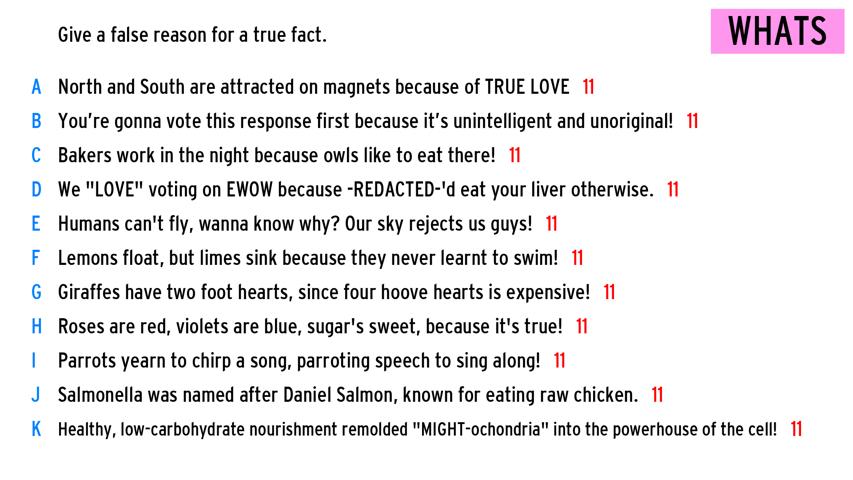 Give a false reason for a true fact.
WHATS
A North and South are attracted on magnets because of TRUE LOVE 11
B You're gonna vote this response first because it's unintelligent and unoriginal! 11
C Bakers work in the night because owls like to eat there! 11
D We "LOVE" voting on EWOW because -REDACTED-'d eat your liver otherwise. 11
E Humans can't fly, wanna know why? Our sky rejects us guys! 11
F Lemons float, but limes sink because they never learnt to swim! 11
G Giraffes have two foot hearts, since four hoove hearts is expensive! 11
H Roses are red, violets are blue, sugar's sweet, because it's true! 11
I Parrots yearn to chirp a song, parroting speech to sing along! 11
J Salmonella was named after Daniel Salmon, known for eating raw chicken. 11
K Healthy, low-carbohydrate nourishment remolded "MIGHT-ochondria" into the powerhouse of the cell! 11